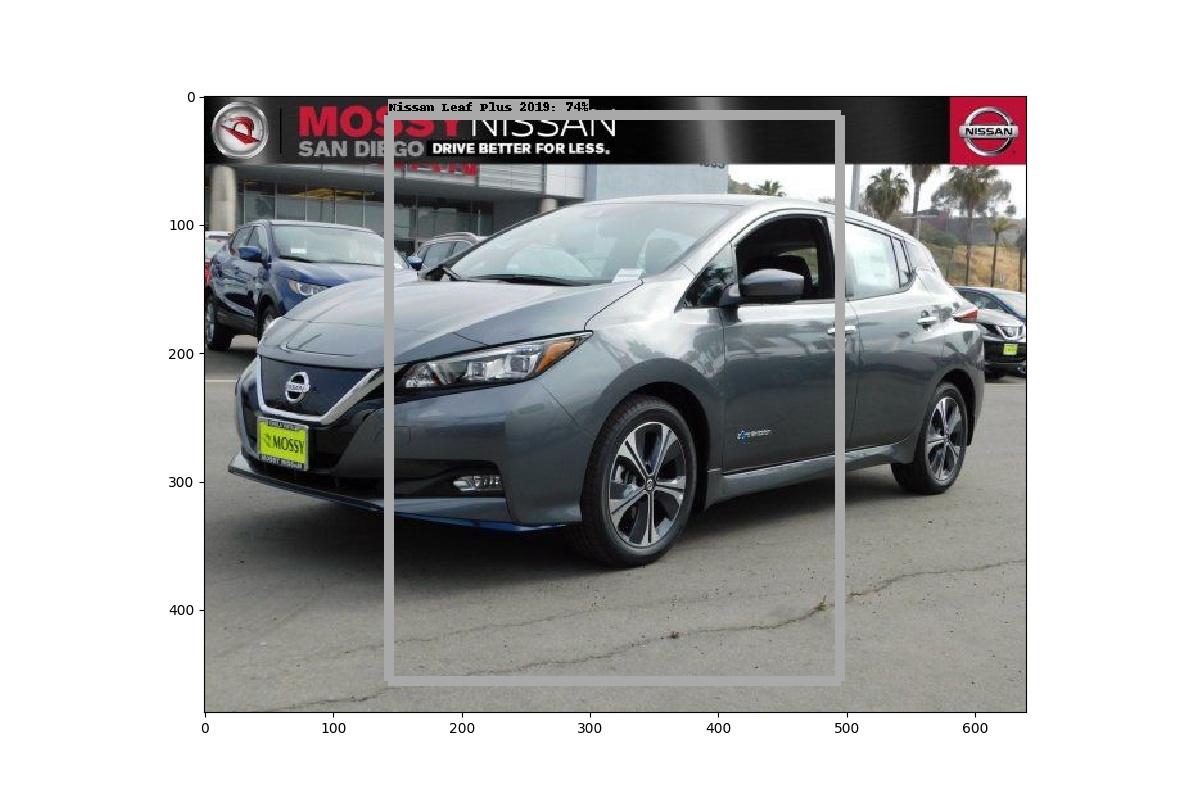 Nissan Leaf Plus 2019: 74%
MOSSY NISSAN
SAN DIEGO DRIVE BETTER FOR LESS.
NISSAN
NISSAN
MOSSY
0
100
200
300
400
0 100 200 300 400 500 600